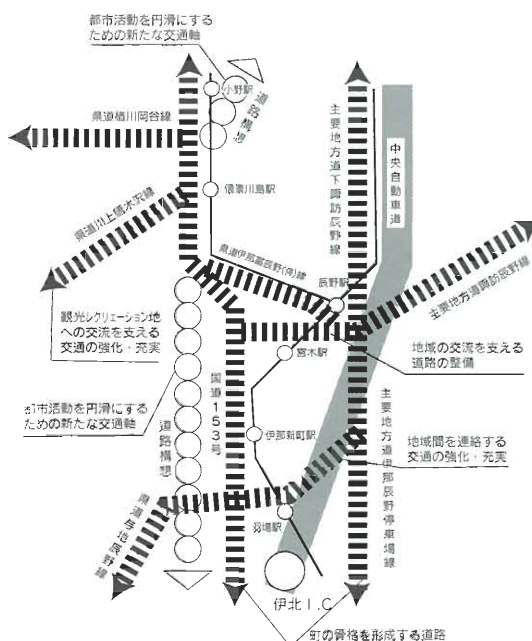 都市活動を円滑にする
ための新たな交通軸
小野駅
道路構想
県道楢川岡谷線
主要地方道下諏訪辰野線
中央自動車道
信濃川島駅
県道川上唐木沢線
県道伊那富辰野(停)線
辰野駅
主要地方道諏訪辰野線
観光レクリェーション地
への交流を支える
交通の強化・充実
宮木駅
地域の交流を支える
道路の整備
国道153号
都市活動を円滑にする
ための新たな交通軸
道路構想
伊那新町駅
主要地方道伊那辰野停車場線
地域間を連絡する
交通の強化・充実
県道与地辰野線
羽場駅
伊北I.C
町の骨格を形成する道路